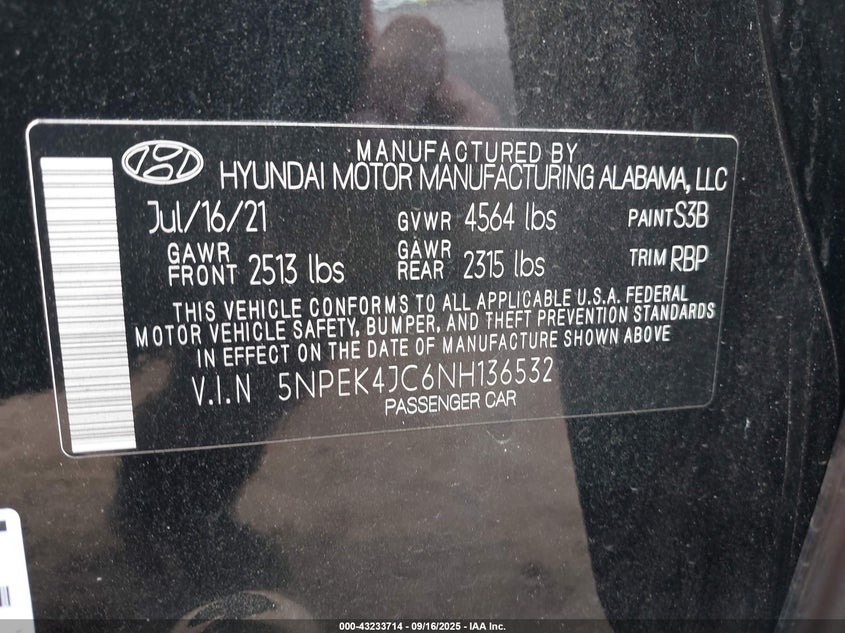 MANUFACTURED BY
HYUNDAI MOTOR MANUFACTURING ALABAMA, LLC
Jul/16/21 GVWR 4564 lbs PAINT S3B
GAWR FRONT 2513 lbs GAWR REAR 2315 lbs TRIM RBP
THIS VEHICLE CONFORMS TO ALL APPLICABLE U.S.A. FEDERAL
MOTOR VEHICLE SAFETY, BUMPER, AND THEFT PREVENTION STANDARDS
IN EFFECT ON THE DATE OF MANUFACTURE SHOWN ABOVE
V.I.N 5NPEK4JC6NH136532
PASSENGER CAR
000-43233714 - 09/16/2025 - IAA Inc.